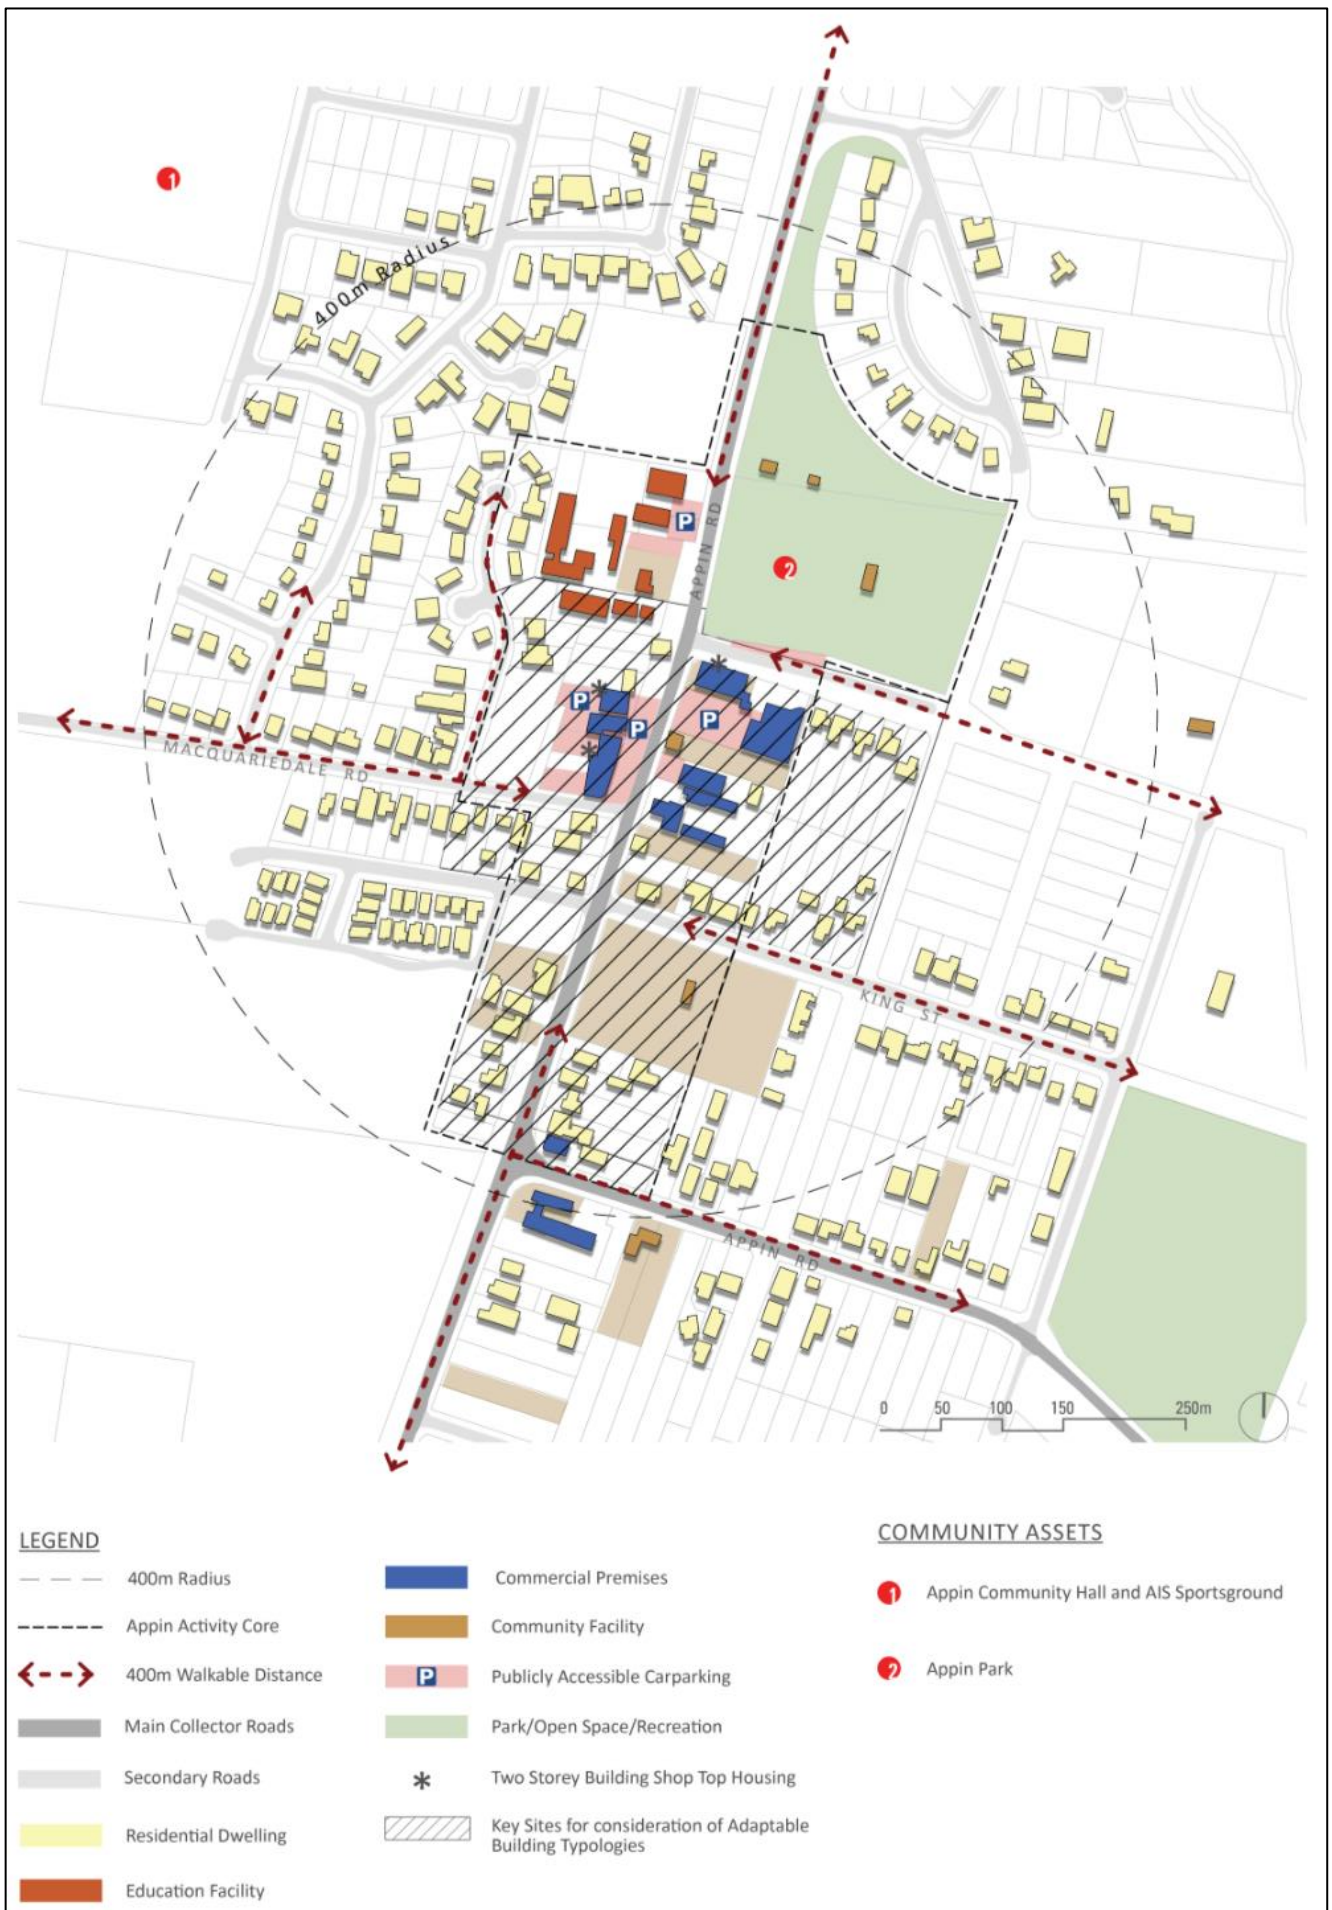 1
400m Radius
P
APPIN RD
2
P
P
P
MACQUARIEDALE RD
KING ST
APPIN RD
0 50 100 150 250m
LEGEND
400m Radius
Appin Activity Core
400m Walkable Distance
Main Collector Roads
Secondary Roads
Residential Dwelling
Education Facility
Commercial Premises
Community Facility
P Publicly Accessible Carparking
Park/Open Space/Recreation
* Two Storey Building Shop Top Housing
Key Sites for consideration of Adaptable
Building Typologies
COMMUNITY ASSETS
1 Appin Community Hall and AIS Sportsground
2 Appin Park